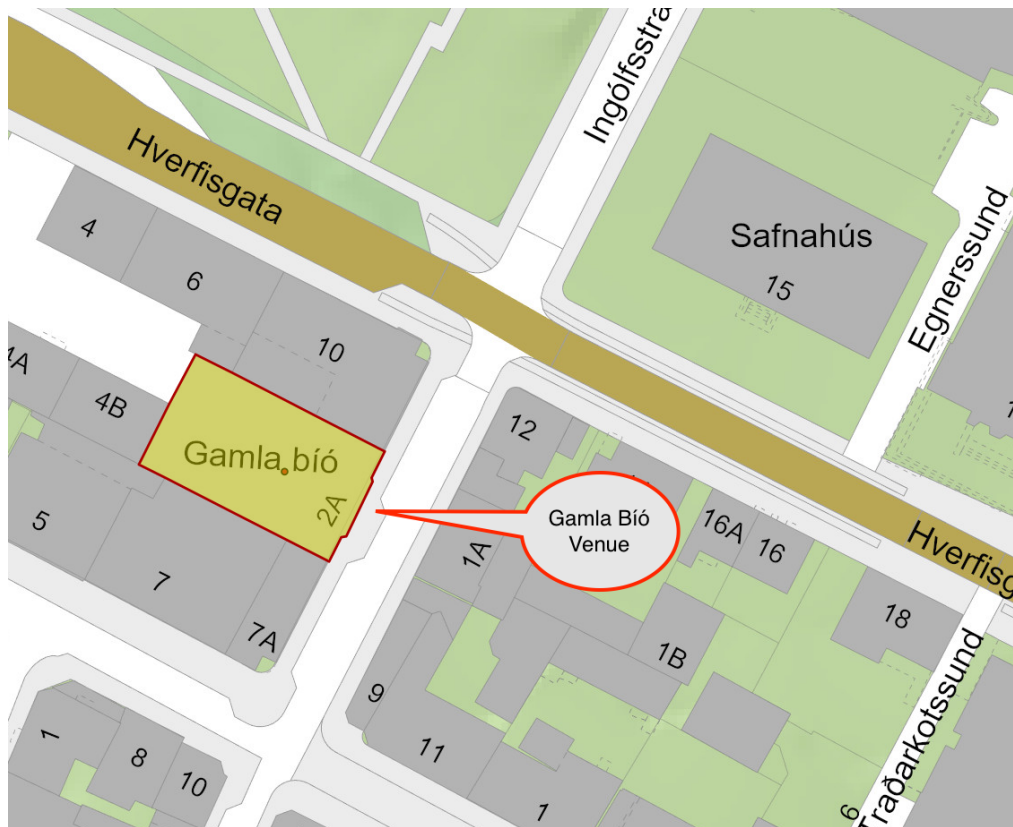 Ingólfsstra
Hverfisgata
4
6
10
Safnahús
15
Egnerssund
4A
4B
Gamla bíó
2A
12
Gamla Bíó
Venue
16A
16
1A
Hverfisg
5
7
7A
18
1B
9
11
1
8
10
1
6
Traðarkotssund